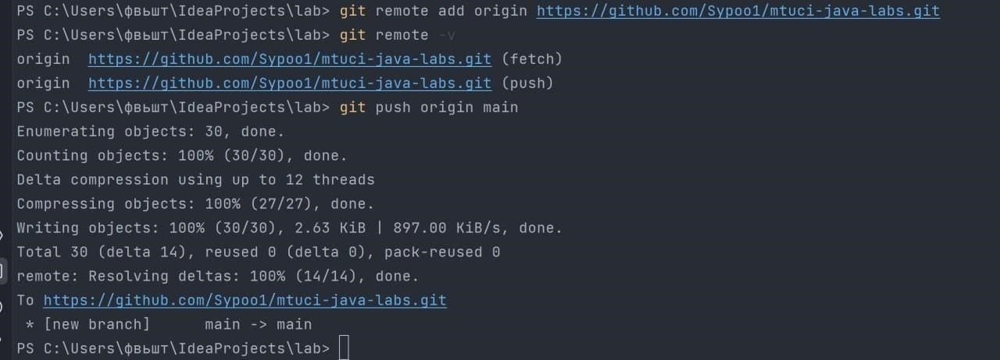 PS C:\Users\фвьшт\IdeaProjects\lab> git remote add origin https://github.com/Sypoo1/mtuci-java-labs.git
PS C:\Users\фвьшт\IdeaProjects\lab> git remote -v
origin  https://github.com/Sypoo1/mtuci-java-labs.git (fetch)
origin  https://github.com/Sypoo1/mtuci-java-labs.git (push)
PS C:\Users\фвьшт\IdeaProjects\lab> git push origin main
Enumerating objects: 30, done.
Counting objects: 100% (30/30), done.
Delta compression using up to 12 threads
Compressing objects: 100% (27/27), done.
Writing objects: 100% (30/30), 2.63 KiB | 897.00 KiB/s, done.
Total 30 (delta 14), reused 0 (delta 0), pack-reused 0
remote: Resolving deltas: 100% (14/14), done.
To https://github.com/Sypoo1/mtuci-java-labs.git
 * [new branch]      main -> main
PS C:\Users\фвьшт\IdeaProjects\lab>